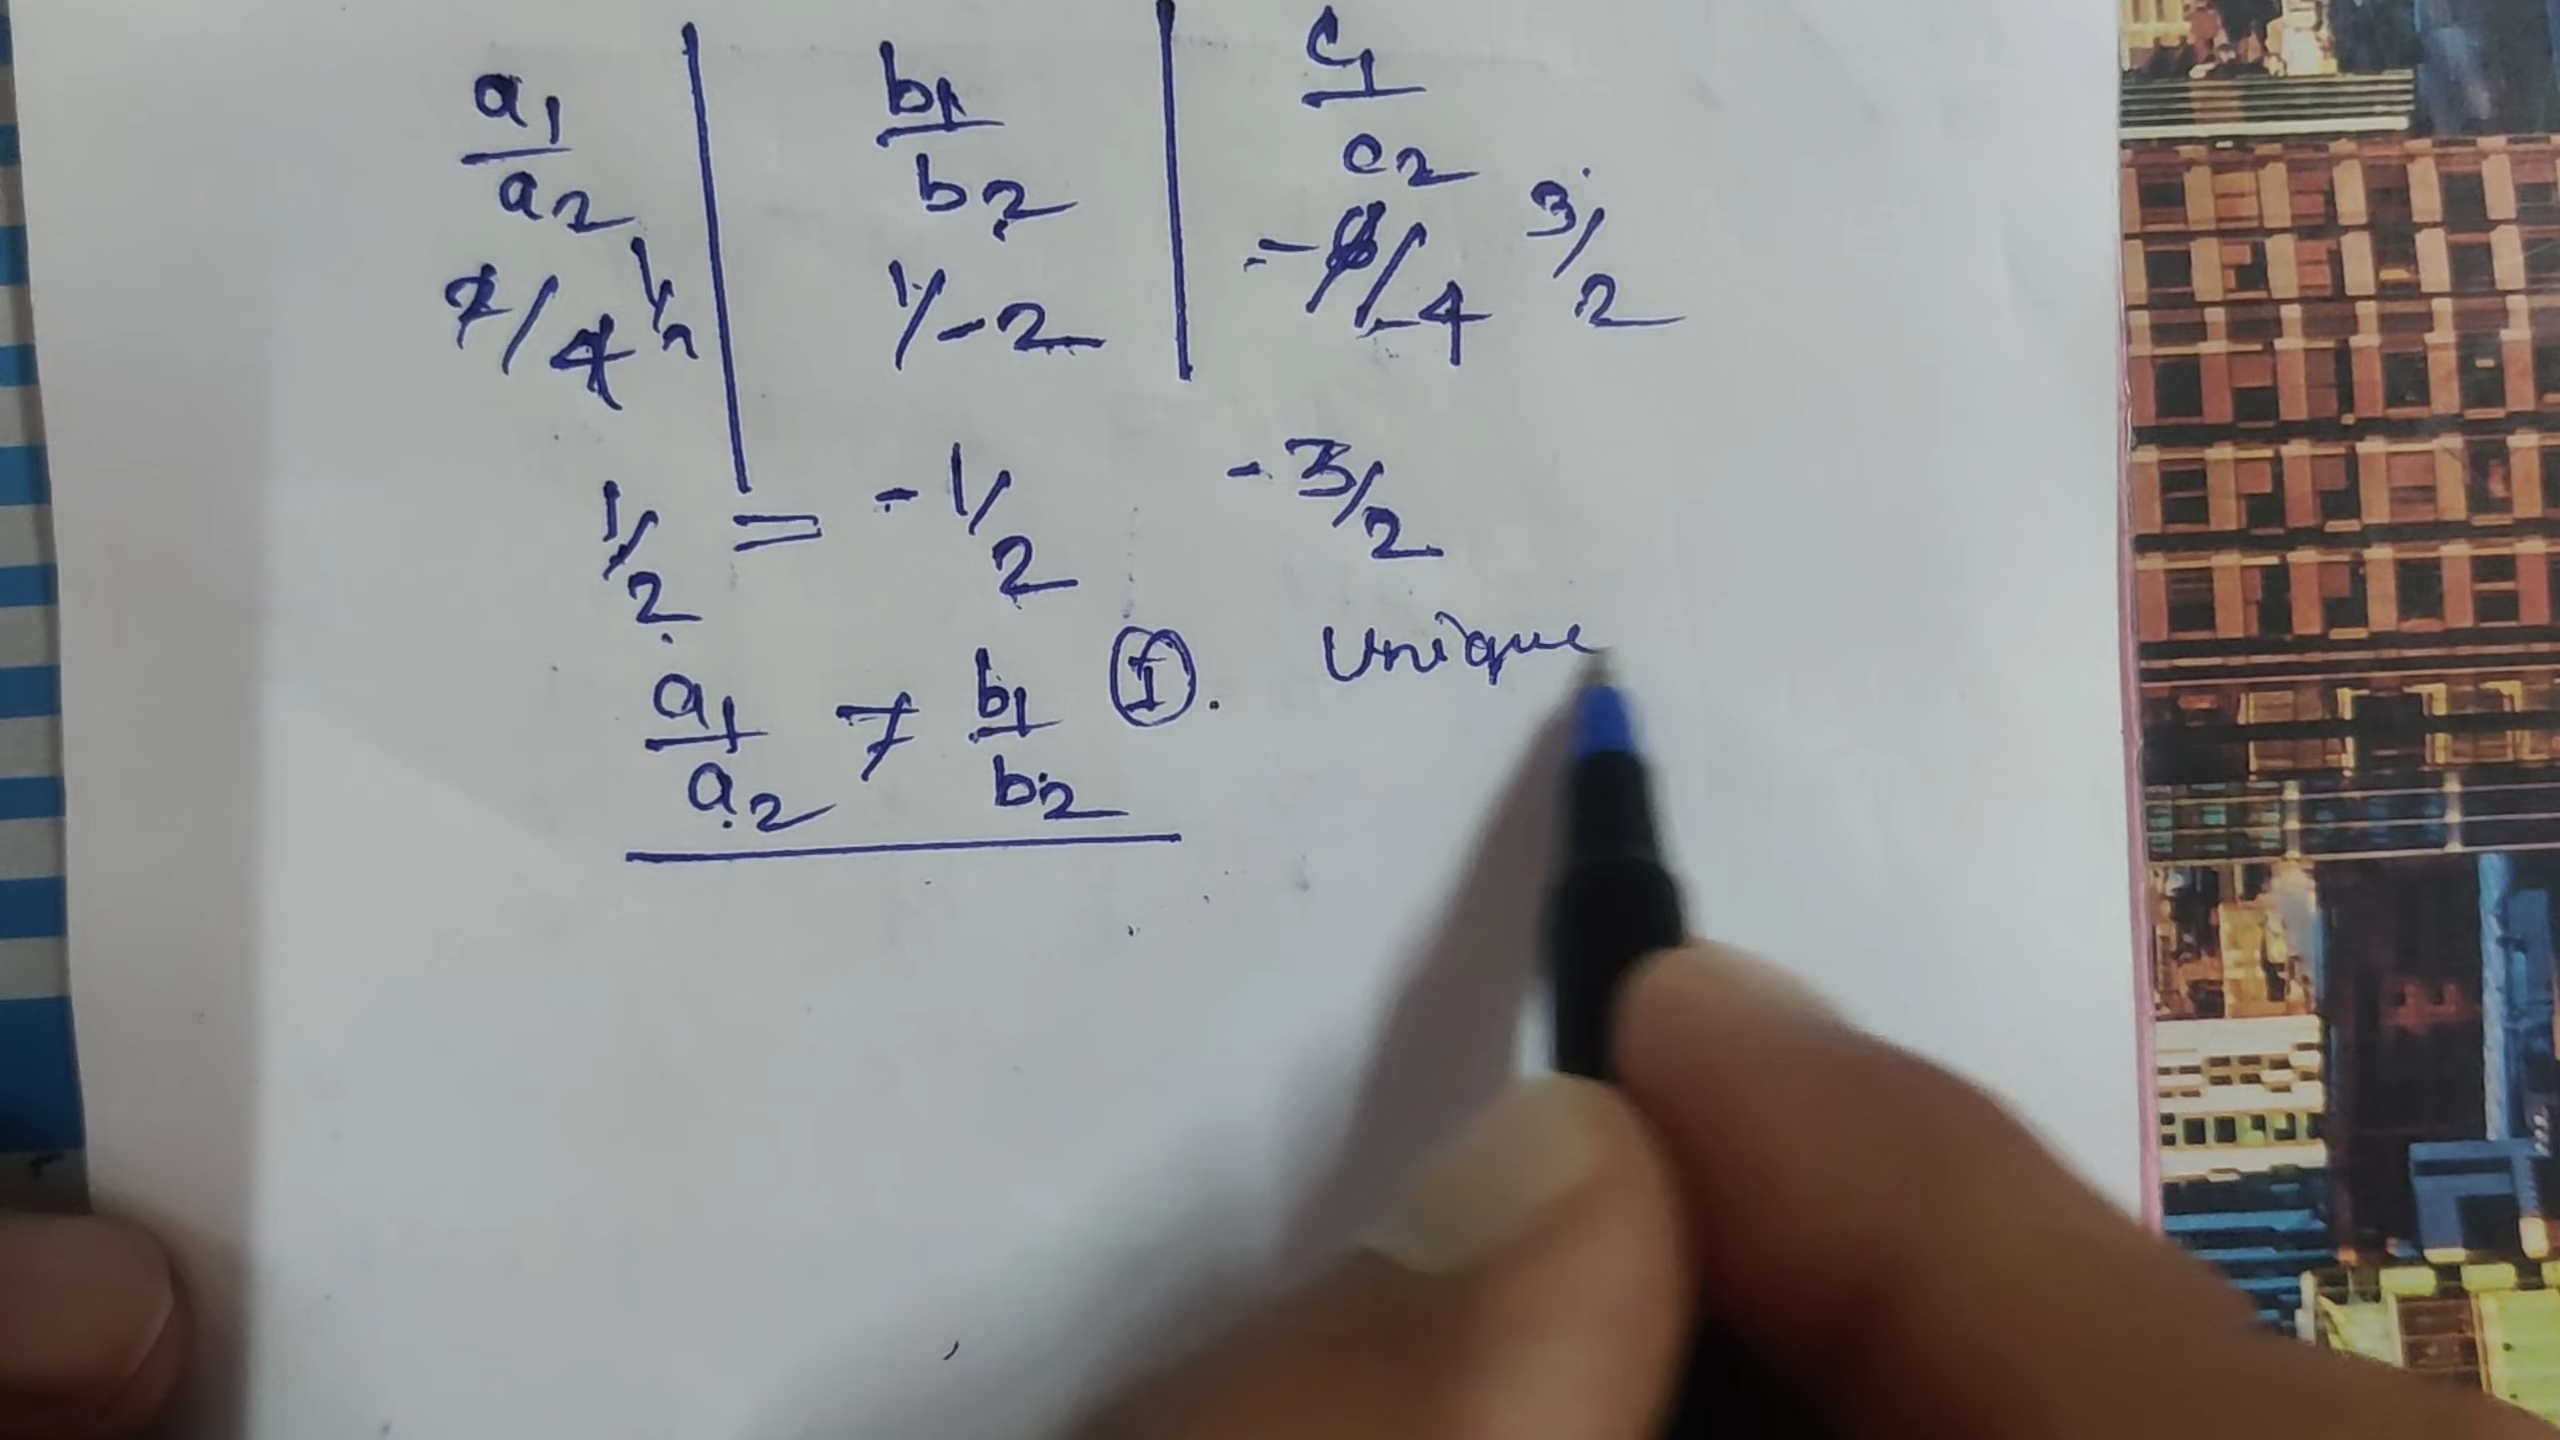 a1/a2 | b1/b2 | c1/c2
2/4 1/2 | 1/-2 | = -6/-4 3/2
1/2 = -1/2 -3/2
a1/a2 ≠ b1/b2 (I). Unique